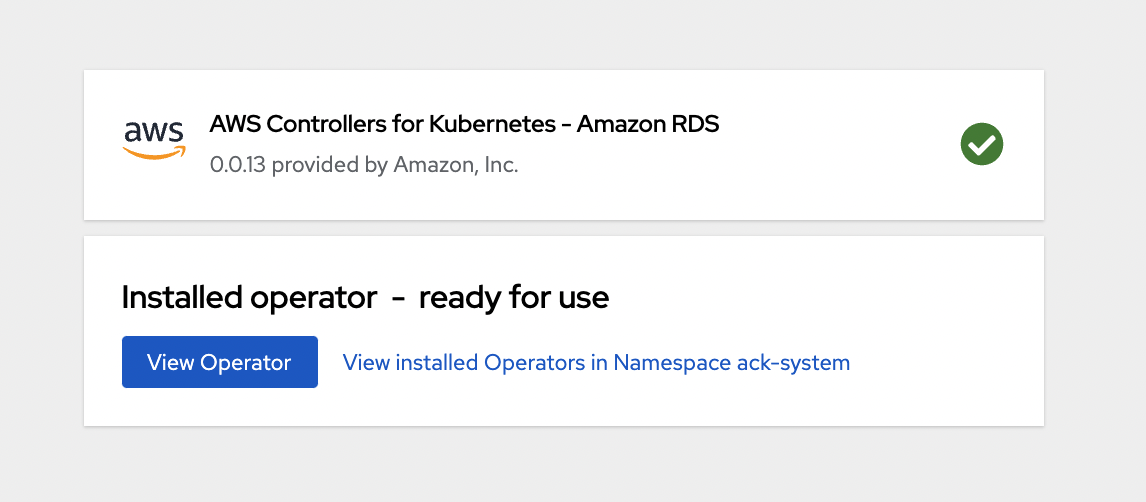 aws
AWS Controllers for Kubernetes - Amazon RDS
0.0.13 provided by Amazon, Inc.
Installed operator - ready for use
View Operator
View installed Operators in Namespace ack-system